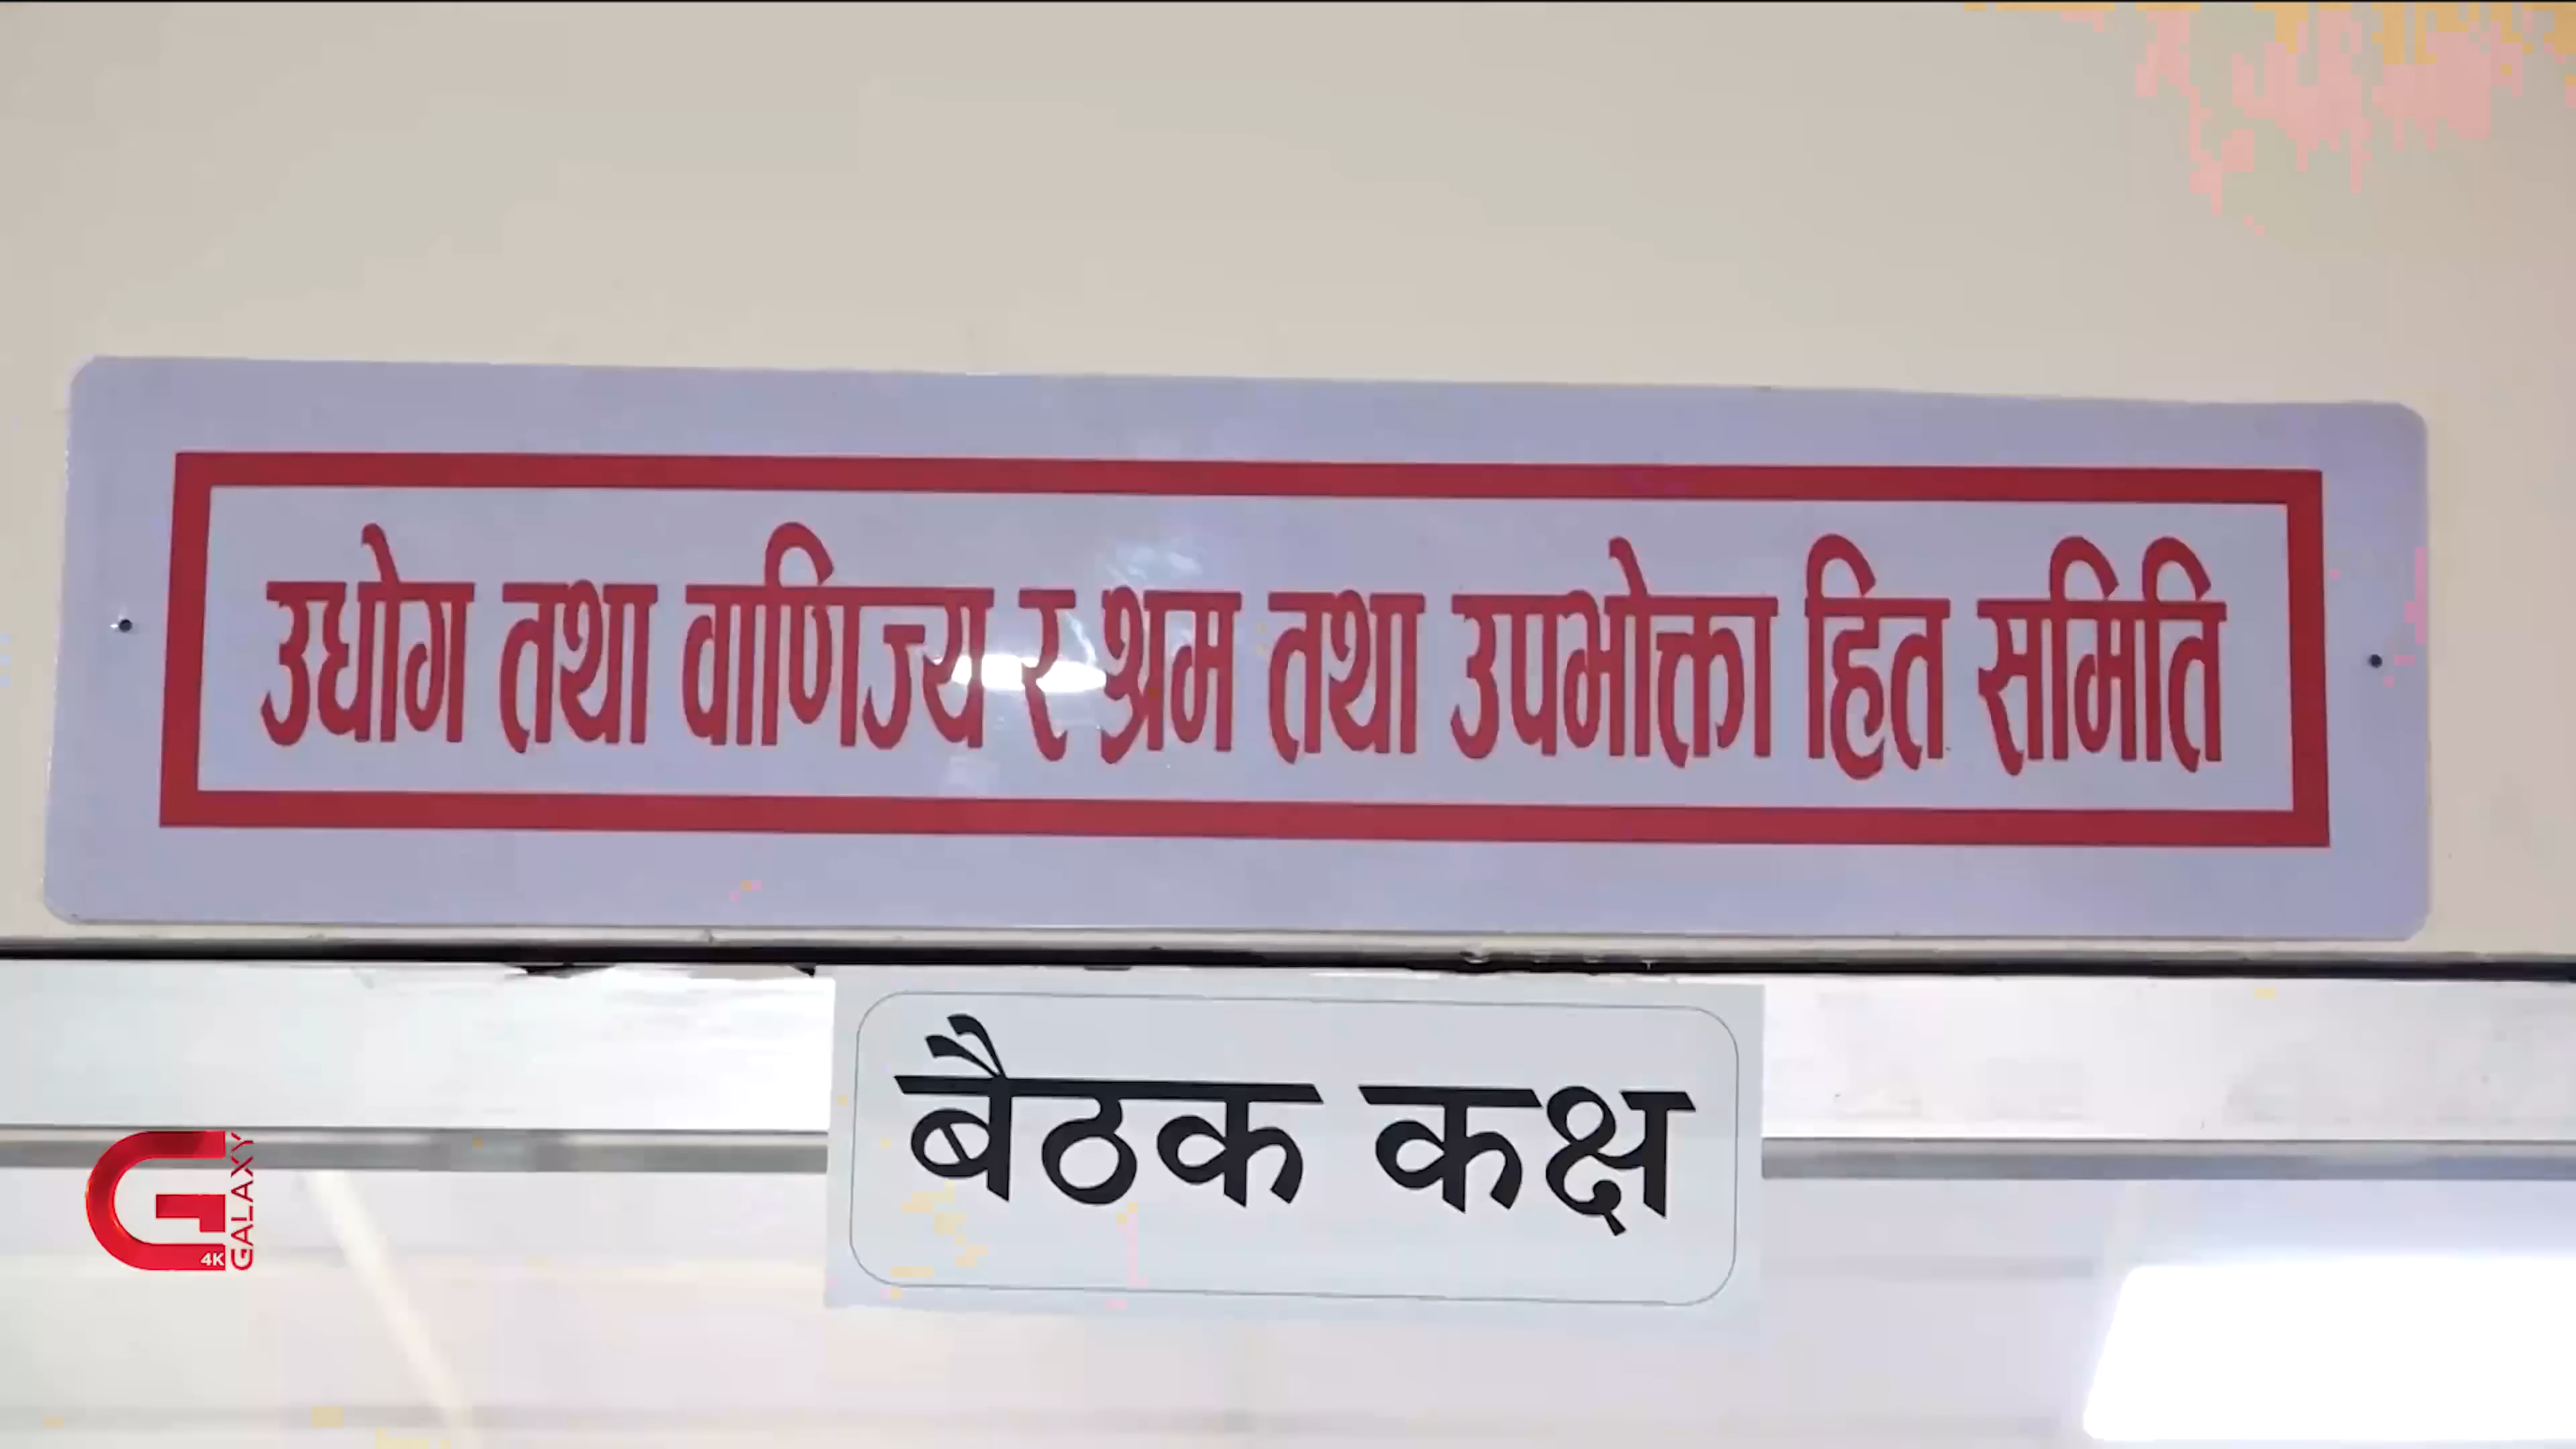 उधोग तथा वाणिज्य र श्रम तथा उपभोक्ता हित समिति
बैठक कक्ष
GALAXY
4K